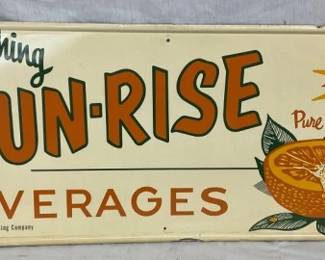 hing
UN-RISE
Pure
VERAGES
ing Company